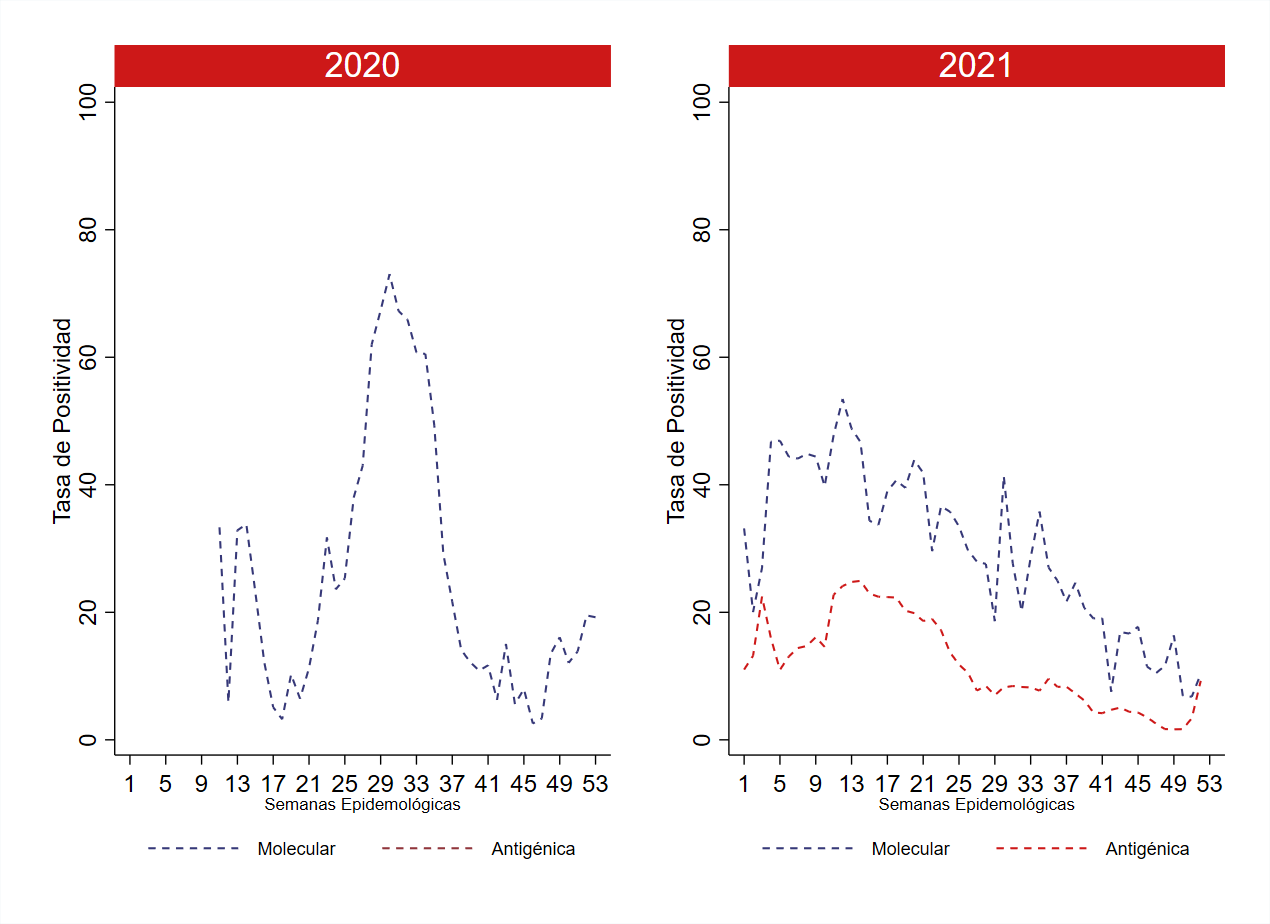 2020
100
80
60
40
20
0
Tasa de Positividad
1 5 9 13 17 21 25 29 33 37 41 45 49 53
Semanas Epidemológicas
Molecular Antigénica
2021
100
80
60
40
20
0
Tasa de Positividad
1 5 9 13 17 21 25 29 33 37 41 45 49 53
Semanas Epidemológicas
Molecular Antigénica